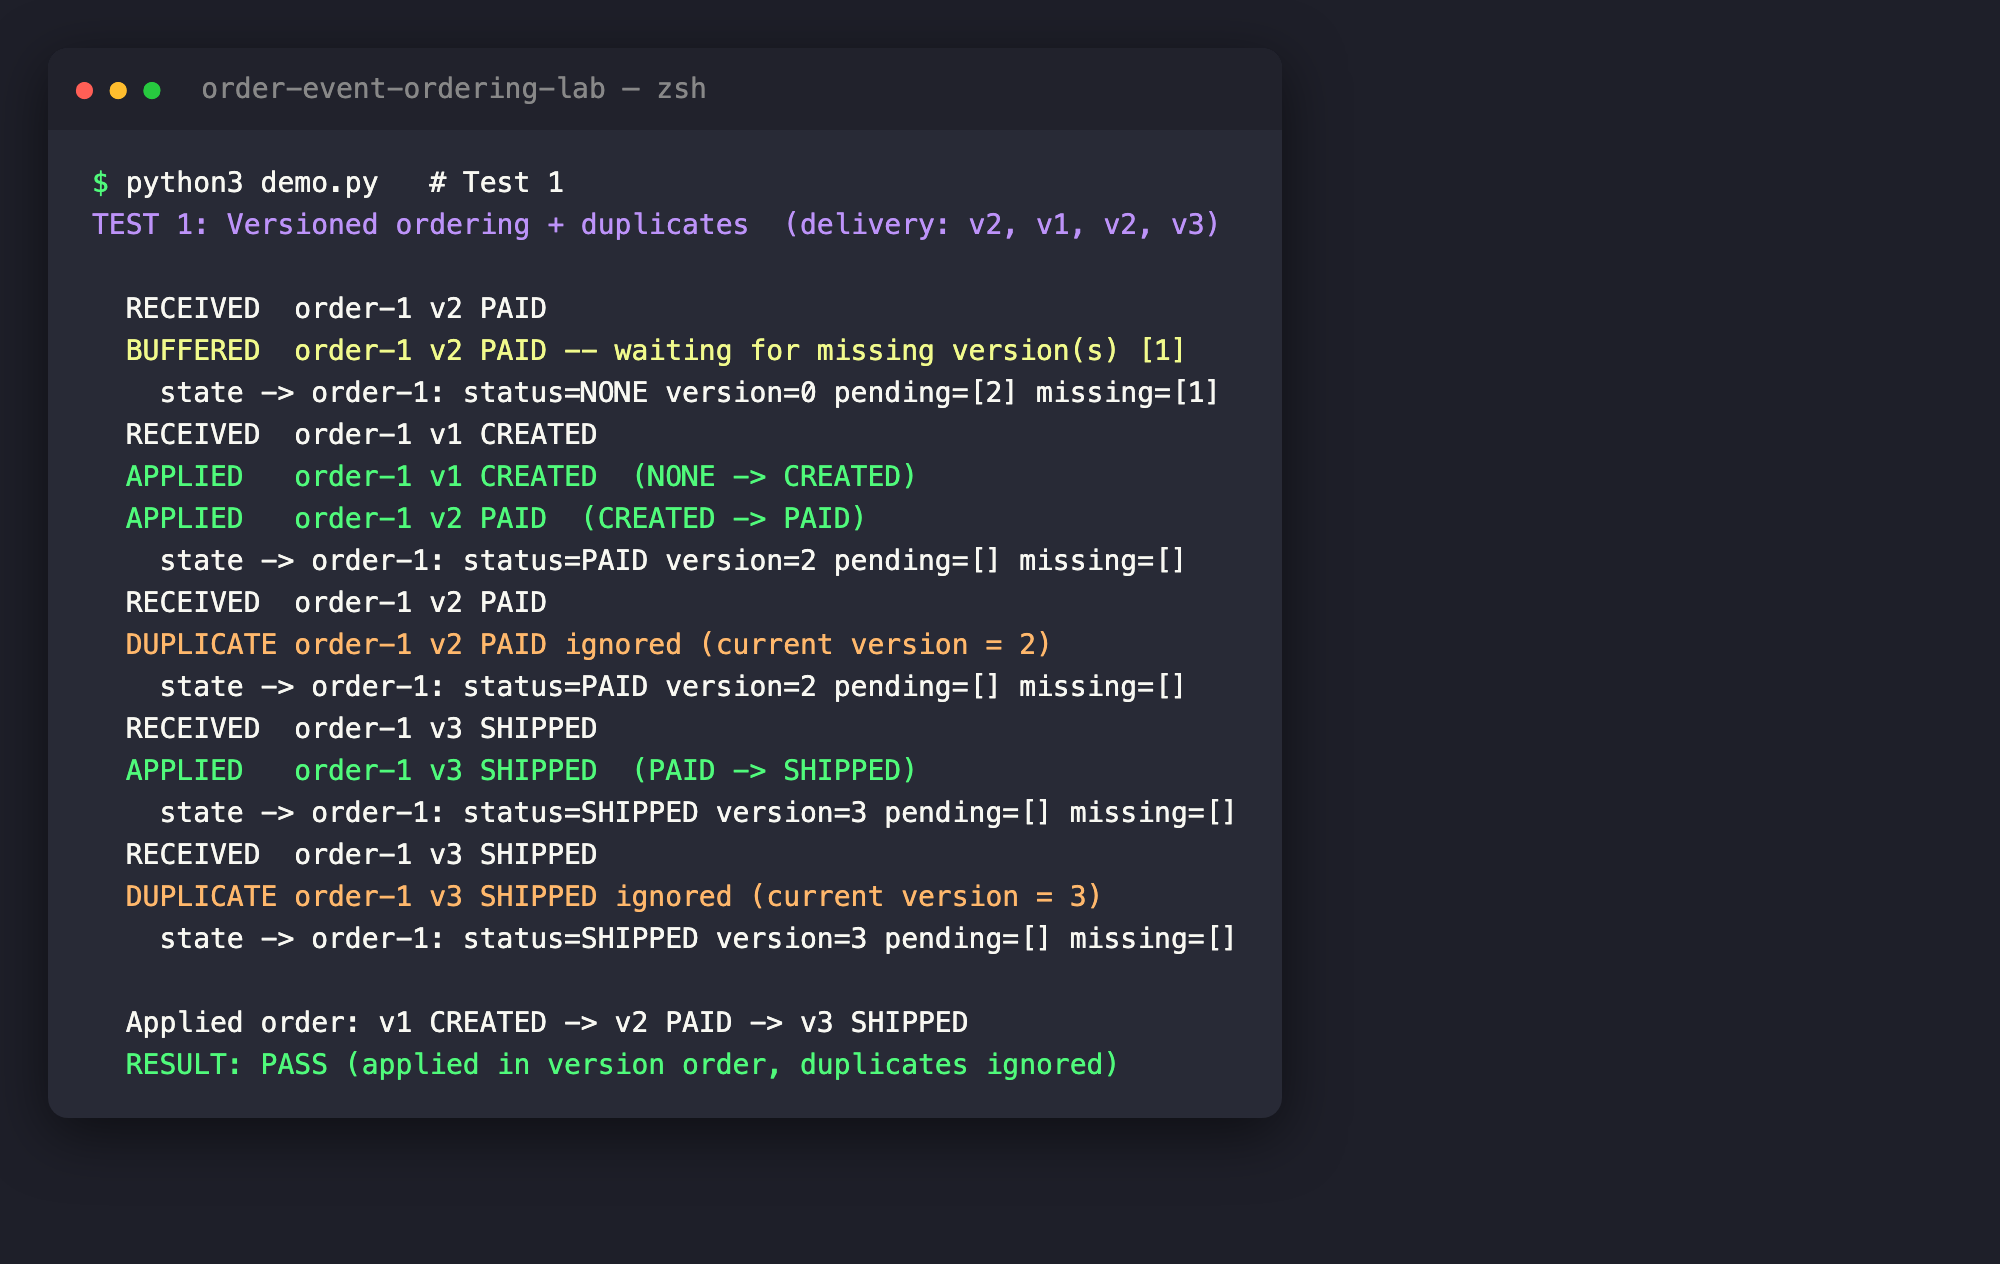 order-event-ordering-lab — zsh
$ python3 demo.py   # Test 1
TEST 1: Versioned ordering + duplicates  (delivery: v2, v1, v2, v3)
RECEIVED  order-1 v2 PAID
BUFFERED  order-1 v2 PAID -- waiting for missing version(s) [1]
state -> order-1: status=NONE version=0 pending=[2] missing=[1]
RECEIVED  order-1 v1 CREATED
APPLIED   order-1 v1 CREATED  (NONE -> CREATED)
APPLIED   order-1 v2 PAID  (CREATED -> PAID)
state -> order-1: status=PAID version=2 pending=[] missing=[]
RECEIVED  order-1 v2 PAID
DUPLICATE order-1 v2 PAID ignored (current version = 2)
state -> order-1: status=PAID version=2 pending=[] missing=[]
RECEIVED  order-1 v3 SHIPPED
APPLIED   order-1 v3 SHIPPED  (PAID -> SHIPPED)
state -> order-1: status=SHIPPED version=3 pending=[] missing=[]
RECEIVED  order-1 v3 SHIPPED
DUPLICATE order-1 v3 SHIPPED ignored (current version = 3)
state -> order-1: status=SHIPPED version=3 pending=[] missing=[]
Applied order: v1 CREATED -> v2 PAID -> v3 SHIPPED
RESULT: PASS (applied in version order, duplicates ignored)